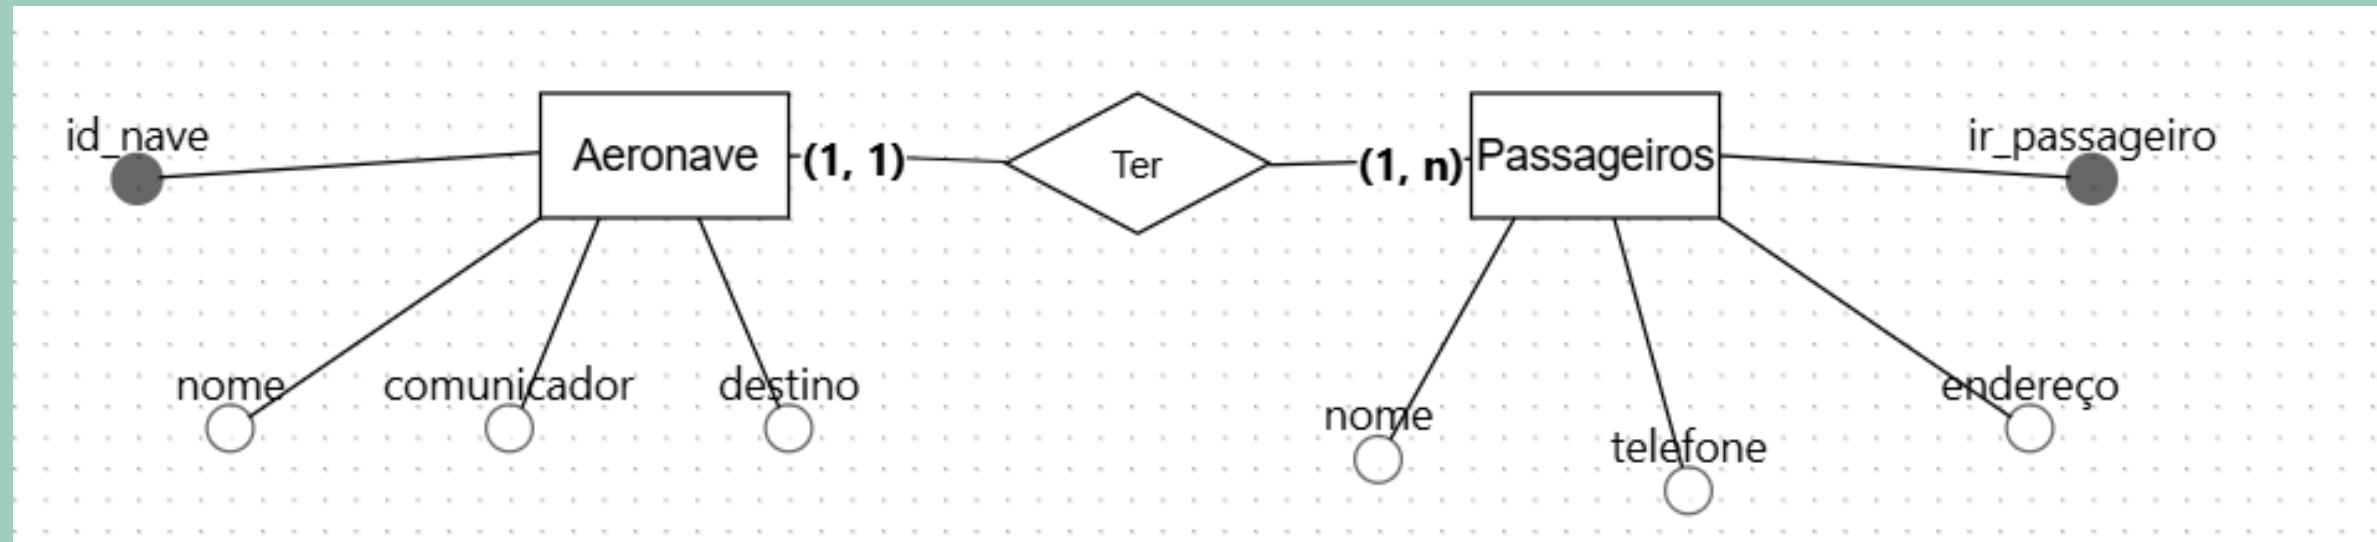 id_nave
Aeronave
(1, 1)
Ter
(1, n)
Passageiros
ir_passageiro
nome
comunicador
destino
nome
telefone
endereço